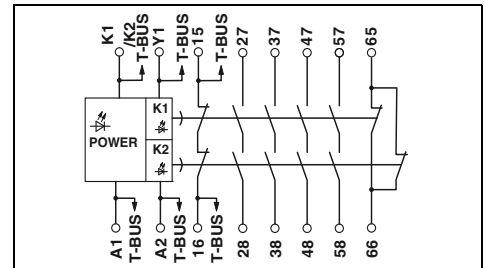 K1
/K2
T-BUS
Y1
T-BUS
15
T-BUS
27
37
47
57
65
K1
POWER
K2
A1
T-BUS
A2
T-BUS
16
T-BUS
28
38
48
58
66